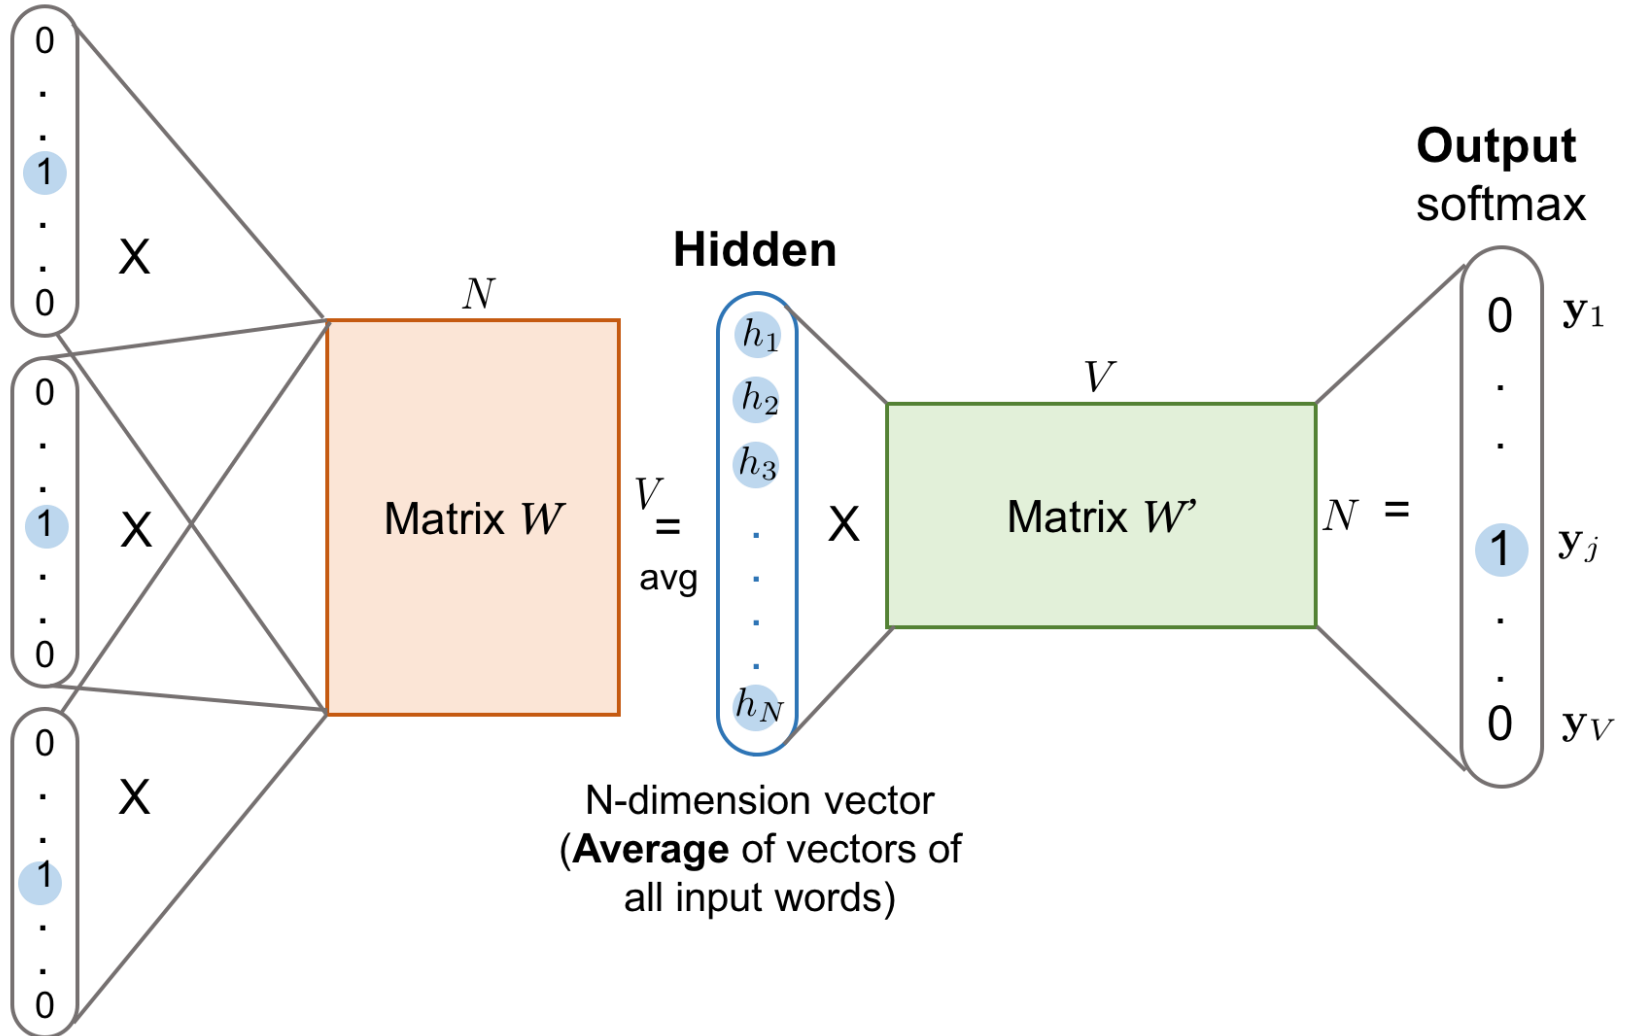 0
.
.
1
.
.
0
X
0
.
.
1
.
.
0
X
0
.
.
1
.
.
0
X
N
Matrix W
V
=
avg
Hidden
h1
h2
h3
.
.
.
.
hN
N-dimension vector
(Average of vectors of
all input words)
X
V
Matrix W’
N =
Output
softmax
0 y1
.
.
1 yj
.
.
0 yV